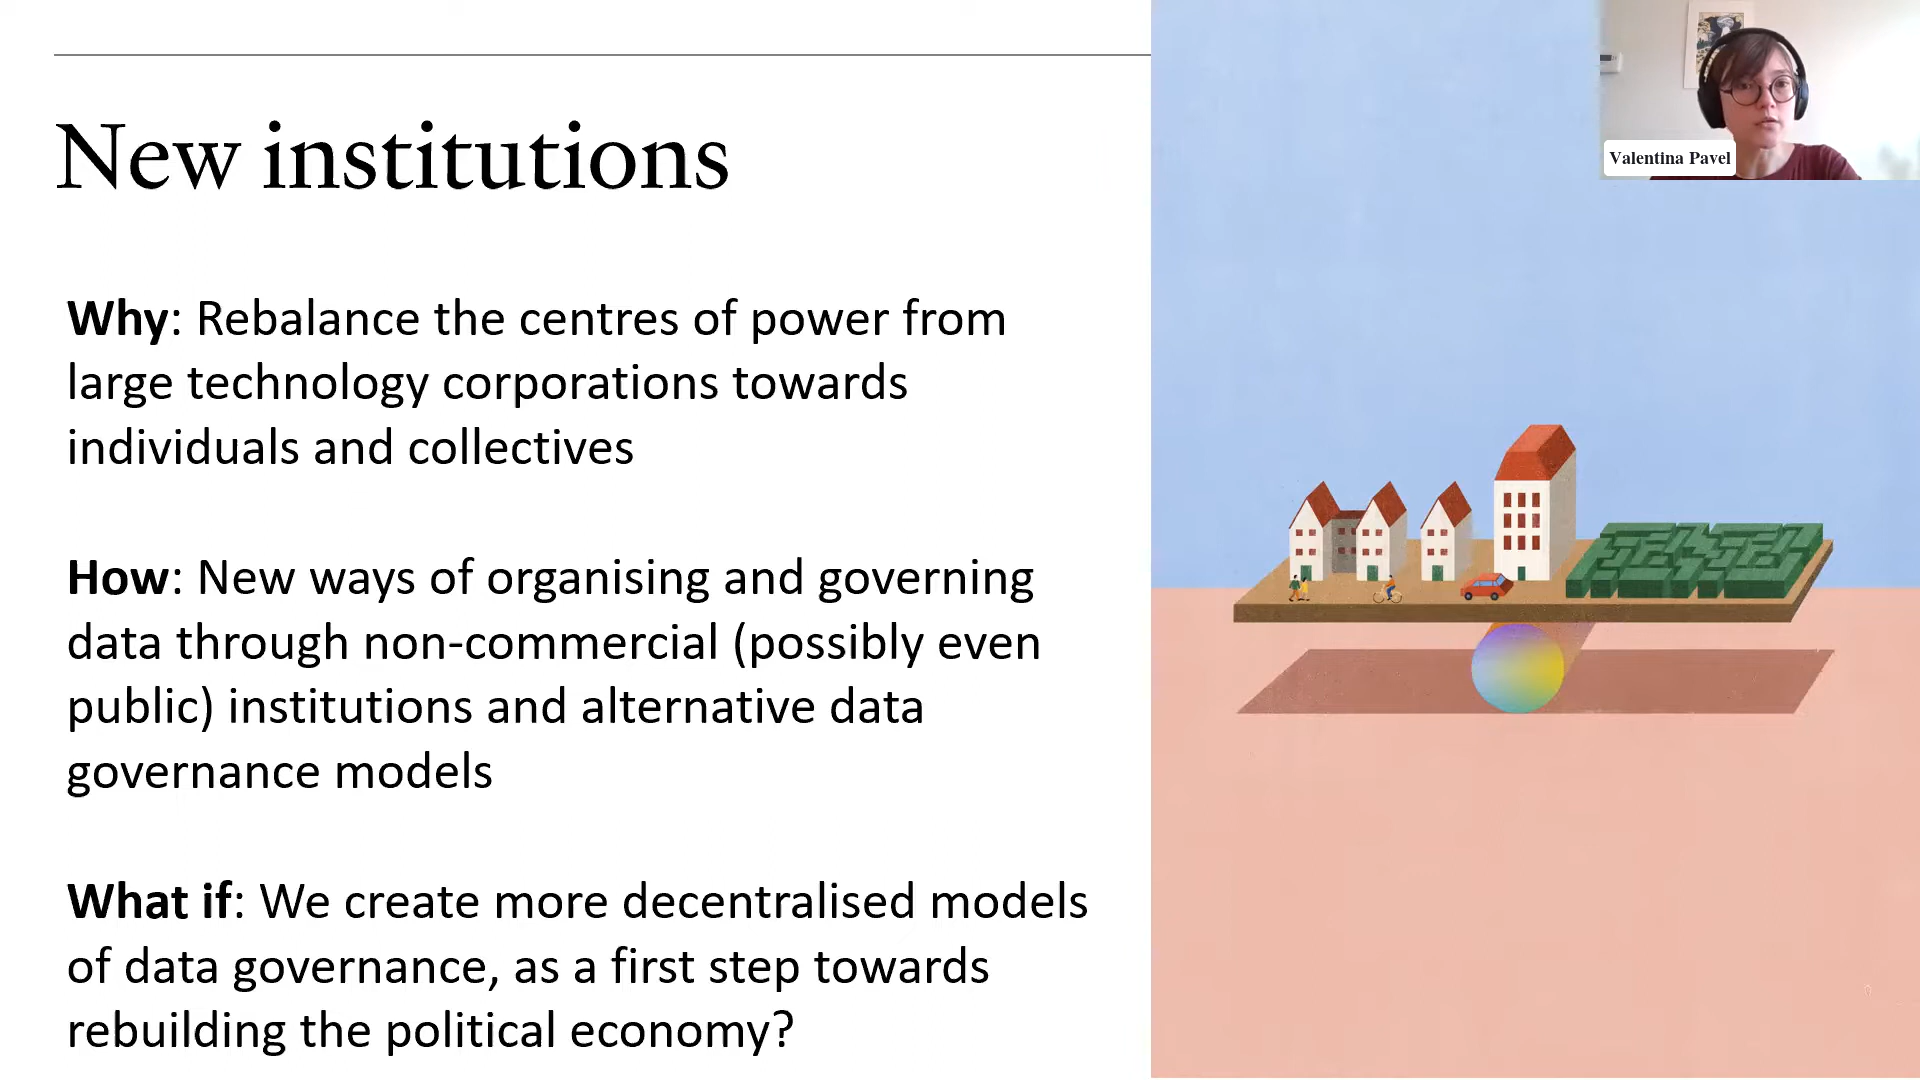 New institutions
Valentina Pavel
Why: Rebalance the centres of power from
large technology corporations towards
individuals and collectives
How: New ways of organising and governing
data through non-commercial (possibly even
public) institutions and alternative data
governance models
What if: We create more decentralised models
of data governance, as a first step towards
rebuilding the political economy?